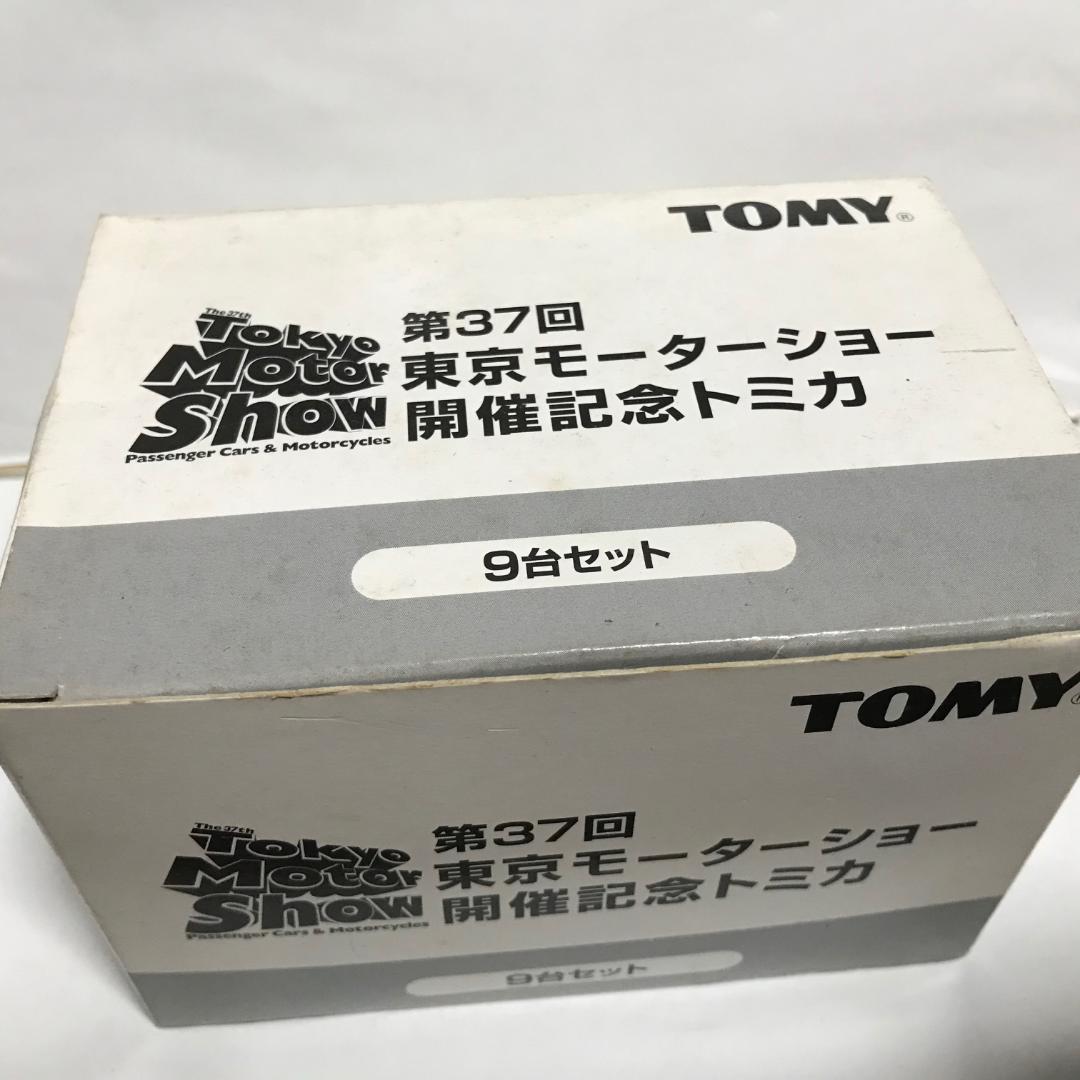 TOMY®
The 37th
Tokyo
Motor
Show
Passenger Cars & Motorcycles
第37回
東京モーターショー
開催記念トミカ
9台セット
TOMY
The 37th
Tokyo
Motor
Show
Passenger Cars & Motorcycles
第37回
東京モーターショー
開催記念トミカ
9台セット